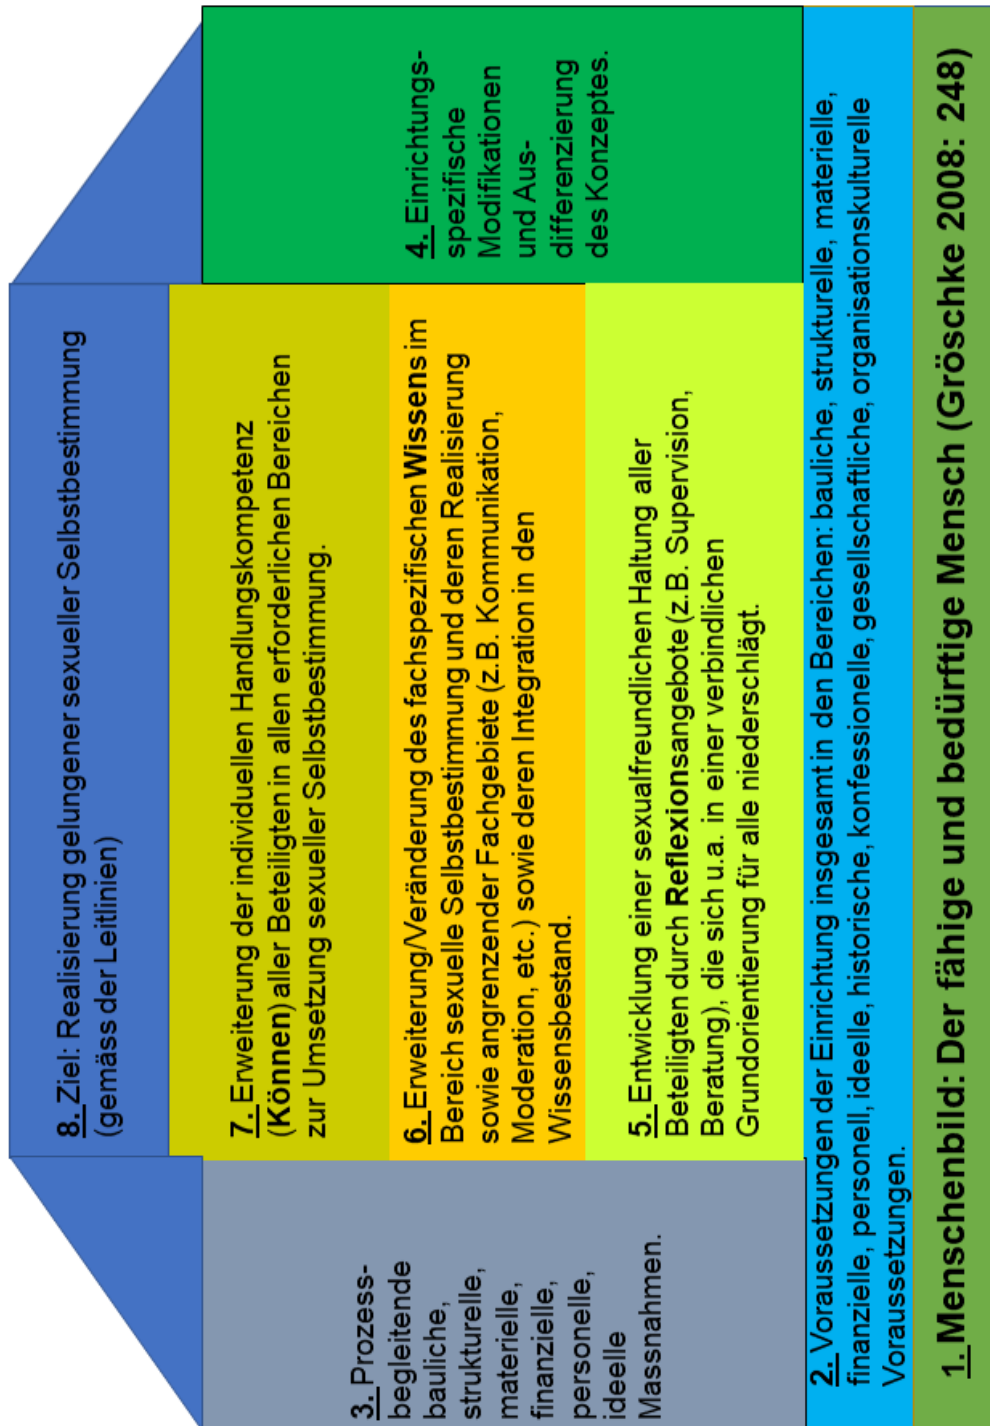 8. Ziel: Realisierung gelungener sexueller Selbstbestimmung
(gemäss der Leitlinien)
7. Erweiterung der individuellen Handlungskompetenz
(Können) aller Beteiligten in allen erforderlichen Bereichen
zur Umsetzung sexueller Selbstbestimmung.
6. Erweiterung/Veränderung des fachspezifischen Wissens im
Bereich sexuelle Selbstbestimmung und deren Realisierung
sowie angrenzender Fachgebiete (z.B. Kommunikation,
Moderation, etc.) sowie deren Integration in den
Wissensbestand.
5. Entwicklung einer sexualfreundlichen Haltung aller
Beteiligten durch Reflexionsangebote (z.B. Supervision,
Beratung), die sich u.a. in einer verbindlichen
Grundorientierung für alle niederschlägt.
3. Prozess-
begleitende
bauliche,
strukturelle,
materielle,
finanzielle,
personelle,
ideelle
Massnahmen.
4. Einrichtungs-
spezifische
Modifikationen
und Aus-
differenzierung
des Konzeptes.
2. Voraussetzungen der Einrichtung insgesamt in den Bereichen: bauliche, strukturelle, materielle,
finanzielle, personell, ideelle, historische, konfessionelle, gesellschaftliche, organisationskulturelle
Voraussetzungen.
1. Menschenbild: Der fähige und bedürftige Mensch (Gröschke 2008: 248)